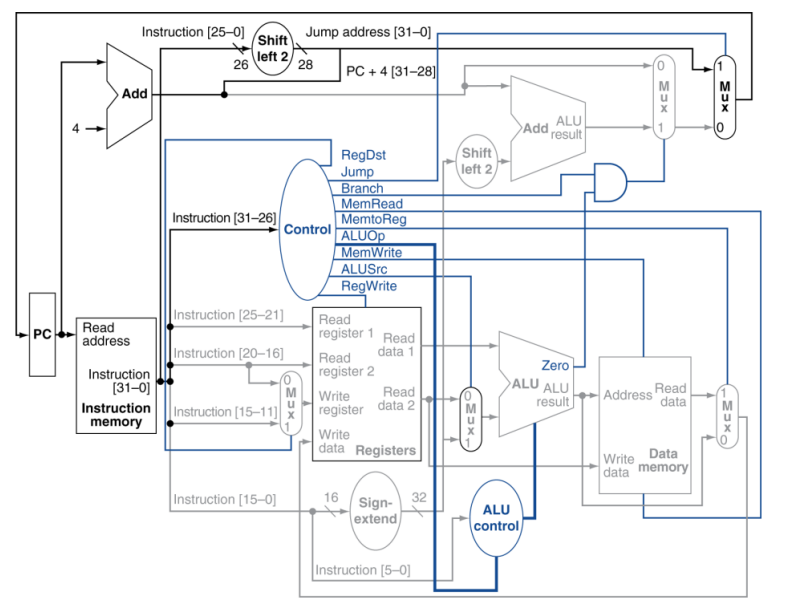 Instruction [25–0]
Shift
left 2
Jump address [31–0]
26
28
PC + 4 [31–28]
Add
4
0
M
u
x
1
1
M
u
x
0
Add
ALU
result
Shift
left 2
RegDst
Jump
Branch
MemRead
MemtoReg
ALUOp
MemWrite
ALUSrc
RegWrite
Control
Instruction [31–26]
PC
Read
address
Instruction
[31–0]
Instruction
memory
Instruction [25–21]
Instruction [20–16]
Instruction [15–11]
0
M
u
x
1
Read
register 1
Read
register 2
Write
register
Write
data
Read
data 1
Read
data 2
Registers
0
M
u
x
1
Zero
ALU
ALU
result
Address
Read
data
Write
data
Data
memory
1
M
u
x
0
Instruction [15–0]
16
Sign-
extend
32
ALU
control
Instruction [5–0]